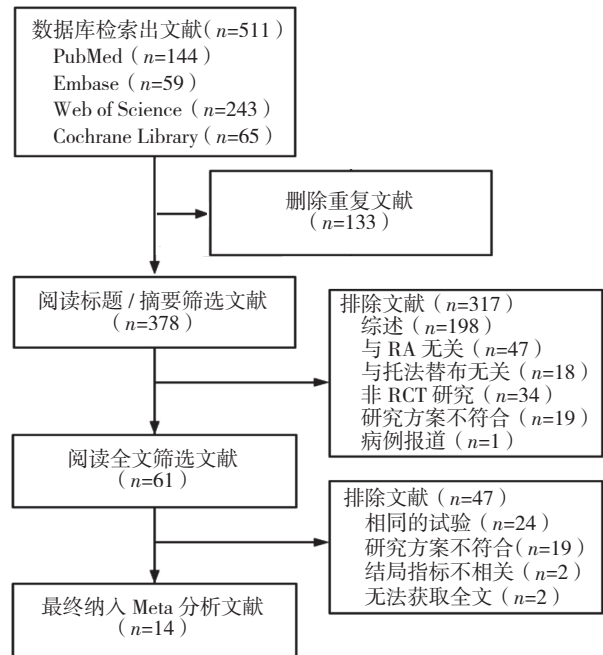 数据库检索出文献(n=511)
PubMed（n=144）
Embase（n=59）
Web of Science（n=243）
Cochrane Library（n=65）
删除重复文献
（n=133）
阅读标题 / 摘要筛选文献
（n=378）
排除文献（n=317）
综述（n=198）
与 RA 无关（n=47）
与托法替布无关（n=18）
非 RCT 研究（n=34）
研究方案不符合（n=19）
病例报道（n=1）
阅读全文筛选文献
（n=61）
排除文献（n=47）
相同的试验（n=24）
研究方案不符合(n=19）
结局指标不相关（n=2）
无法获取全文（n=2）
最终纳入 Meta 分析文献
（n=14）